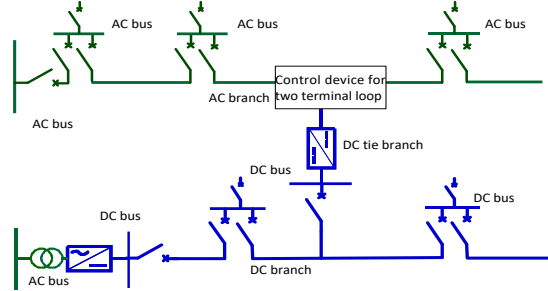 AC bus
AC bus
AC bus
Control device for
two terminal loop
AC branch
AC bus
DC tie branch
DC bus
DC bus
DC bus
DC branch
AC bus